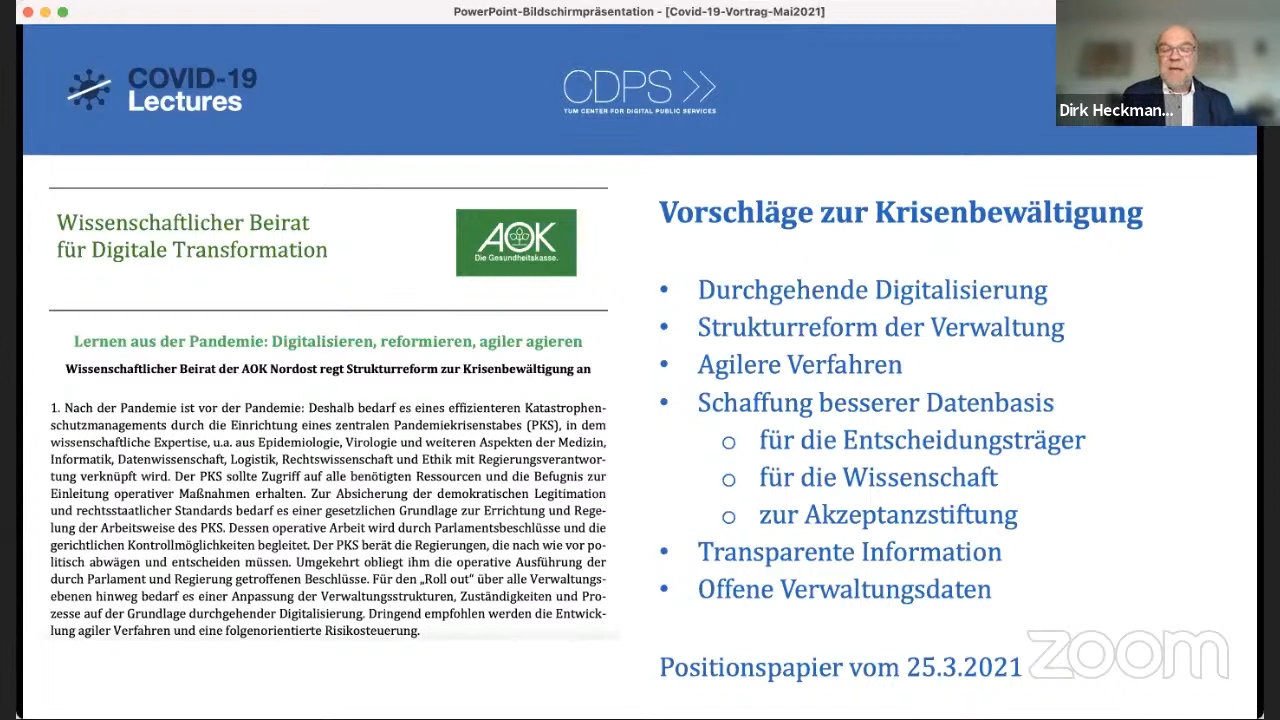 PowerPoint-Bildschirmpräsentation - [Covid-19-Vortrag-Mai2021]
COVID-19
Lectures
CDPS
TUM CENTER FOR DIGITAL PUBLIC SERVICES
Dirk Heckman...
Wissenschaftlicher Beirat
für Digitale Transformation
AOK
Die Gesundheitskasse.
Lernen aus der Pandemie: Digitalisieren, reformieren, agiler agieren
Wissenschaftlicher Beirat der AOK Nordost regt Strukturreform zur Krisenbewältigung an
1. Nach der Pandemie ist vor der Pandemie: Deshalb bedarf es eines effizienteren Katastrophen-
schutzmanagements durch die Einrichtung eines zentralen Pandemiekrisenstabes (PKS), in dem
wissenschaftliche Expertise, u.a. aus Epidemiologie, Virologie und weiteren Aspekten der Medizin,
Informatik, Datenwissenschaft, Logistik, Rechtswissenschaft und Ethik mit Regierungsverantwor-
tung verknüpft wird. Der PKS sollte Zugriff auf alle benötigten Ressourcen und die Befugnis zur
Einleitung operativer Maßnahmen erhalten. Zur Absicherung der demokratischen Legitimation
und rechtsstaatlicher Standards bedarf es einer gesetzlichen Grundlage zur Errichtung und Rege-
lung der Arbeitsweise des PKS. Dessen operative Arbeit wird durch Parlamentsbeschlüsse und die
gerichtlichen Kontrollmöglichkeiten begleitet. Der PKS berät die Regierungen, die nach wie vor po-
litisch abwägen und entscheiden müssen. Umgekehrt obliegt ihm die operative Ausführung der
durch Parlament und Regierung getroffenen Beschlüsse. Für den „Roll out“ über alle Verwaltungs-
ebenen hinweg bedarf es einer Anpassung der Verwaltungsstrukturen, Zuständigkeiten und Pro-
zesse auf der Grundlage durchgehender Digitalisierung. Dringend empfohlen werden die Entwick-
lung agiler Verfahren und eine folgenorientierte Risikosteuerung.
Vorschläge zur Krisenbewältigung
• Durchgehende Digitalisierung
• Strukturreform der Verwaltung
• Agilere Verfahren
• Schaffung besserer Datenbasis
o für die Entscheidungsträger
o für die Wissenschaft
o zur Akzeptanzstiftung
• Transparente Information
• Offene Verwaltungsdaten
Positionspapier vom 25.3.2021
zoom